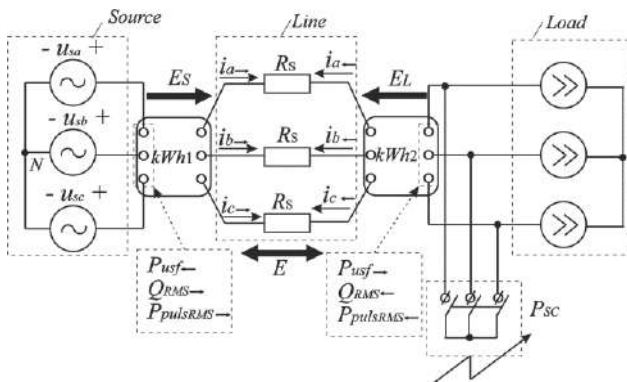 Source
Line
Load
- usa +
ES
ia→
RS
ia←
EL
- usb +
N
kWh1
ib→
RS
ib←
kWh2
- usc +
ic→
RS
ic←
E
Pusf←
QRMS→
PpulsRMS→
Pusf→
QRMS←
PpulsRMS←
PSC